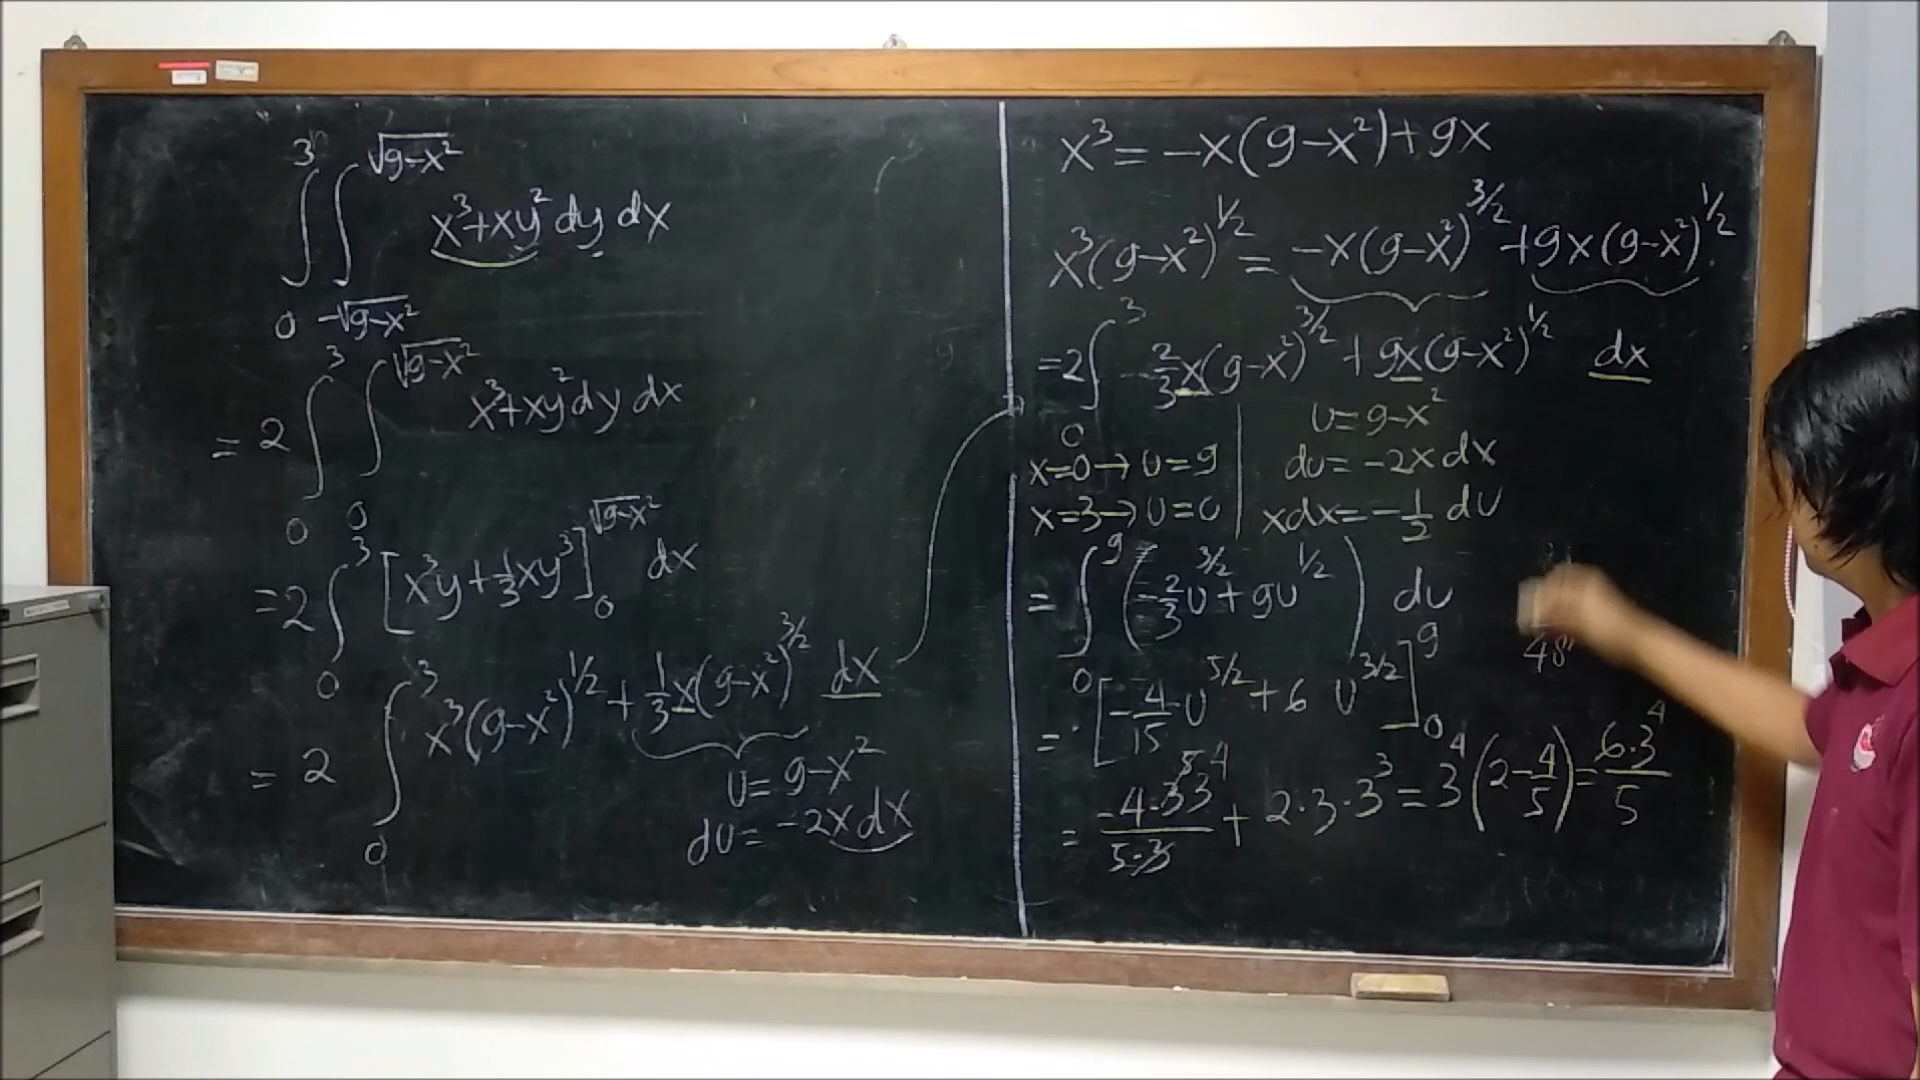 ∫₀³ ∫_{-√(9-x²)}^{√(9-x²)} x³+xy² dy dx
= 2 ∫₀³ ∫₀^{√(9-x²)} x³+xy² dy dx
= 2 ∫₀³ [x³y + 1/3 xy³]₀^{√(9-x²)} dx
= 2 ∫₀³ x³(9-x²)^{1/2} + 1/3 x(9-x²)^{3/2} dx
u = 9-x²
du = -2x dx
x³ = -x(9-x²)+9x
x³(9-x²)^{1/2} = -x(9-x²)^{3/2} + 9x(9-x²)^{1/2}
= 2 ∫₀³ -2/3 x(9-x²)^{3/2} + 9x(9-x²)^{1/2} dx
u = 9-x²
x=0 → u=9 | du = -2x dx
x=3 → u=0 | x dx = -1/2 du
= ∫₀⁹ (-2/3 u^{3/2} + 9u^{1/2}) du
= [-4/15 u^{5/2} + 6 u^{3/2}]₀⁹
= -4·3⁵ 3⁴/5·3 + 2·3·3³ = 3⁴(2-4/5) = 6·3⁴/5